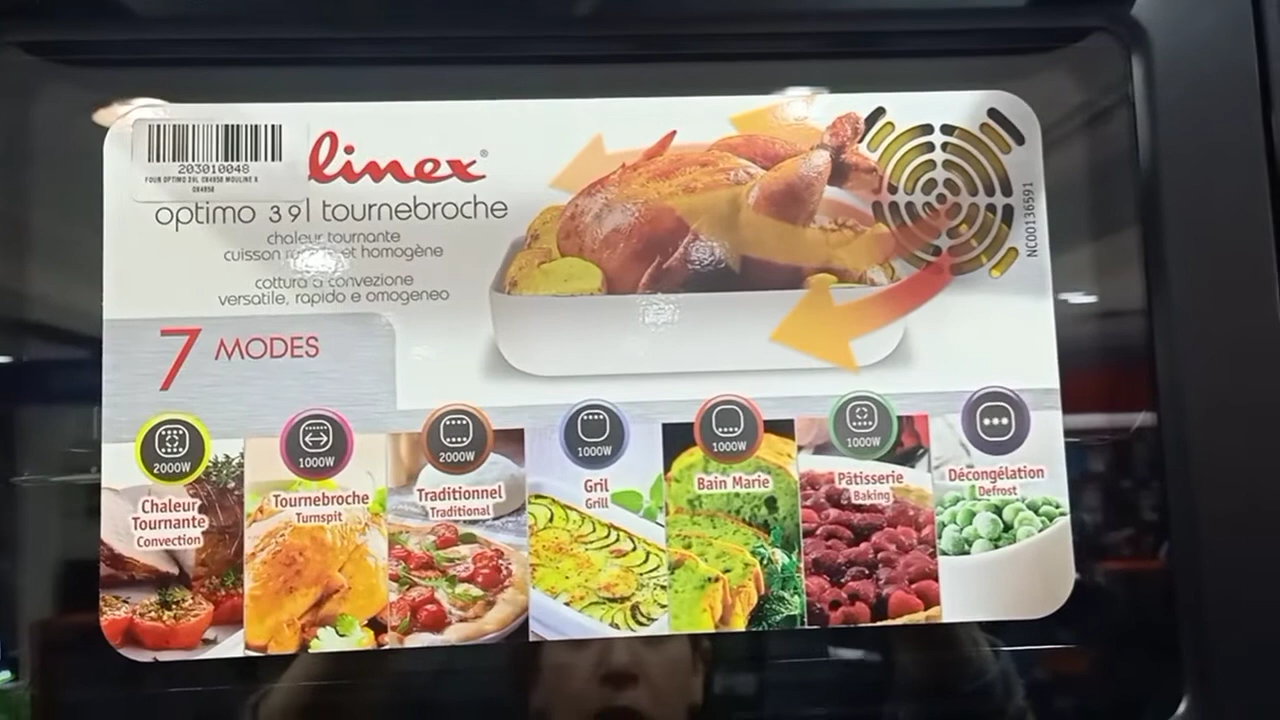 203010048
FOUR OPTIMO 39L OX4858 MOULINE X
OX4858
linex®
optimo 39l tournebroche
chaleur tournante
cuisson et homogène
cottura a convezione
versatile, rapido e omogeneo
NC00136591
7 MODES
2000W
1000W
2000W
1000W
1000W
1000W
Chaleur
Tournante
Convection
Tournebroche
Turnspit
Traditionnel
Traditional
Gril
Grill
Bain Marie
Pâtisserie
Baking
Décongélation
Defrost